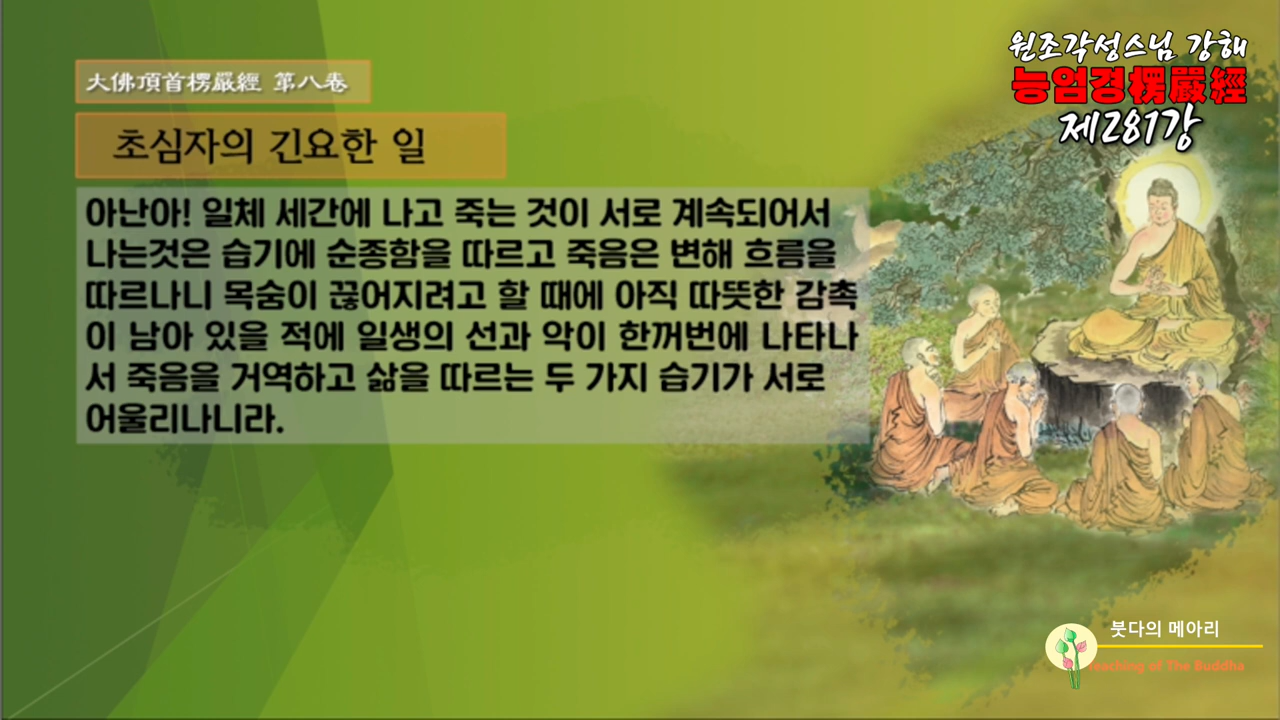 大佛頂首楞嚴經 第八卷
초심자의 긴요한 일
아난아! 일체 세간에 나고 죽는 것이 서로 계속되어서
나는것은 습기에 순종함을 따르고 죽음은 변해 흐름을
따르나니 목숨이 끊어지려고 할 때에 아직 따뜻한 감촉
이 남아 있을 적에 일생의 선과 악이 한꺼번에 나타나
서 죽음을 거역하고 삶을 따르는 두 가지 습기가 서로
어울리나니라.
원조각성스님 강해
능엄경楞嚴經
제281강
붓다의 메아리
Teaching of The Buddha